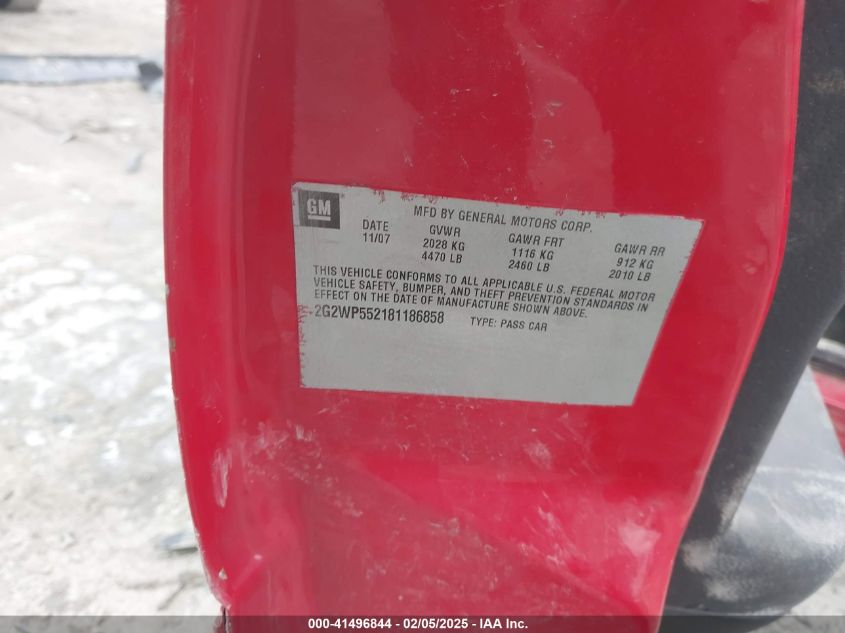 GM
MFD BY GENERAL MOTORS CORP.
DATE GVWR GAWR FRT GAWR RR
11/07 2028 KG 1116 KG 912 KG
4470 LB 2460 LB 2010 LB
THIS VEHICLE CONFORMS TO ALL APPLICABLE U.S. FEDERAL MOTOR
VEHICLE SAFETY, BUMPER, AND THEFT PREVENTION STANDARDS IN
EFFECT ON THE DATE OF MANUFACTURE SHOWN ABOVE.
2G2WP552181186858 TYPE: PASS CAR
000-41496844 - 02/05/2025 - IAA Inc.